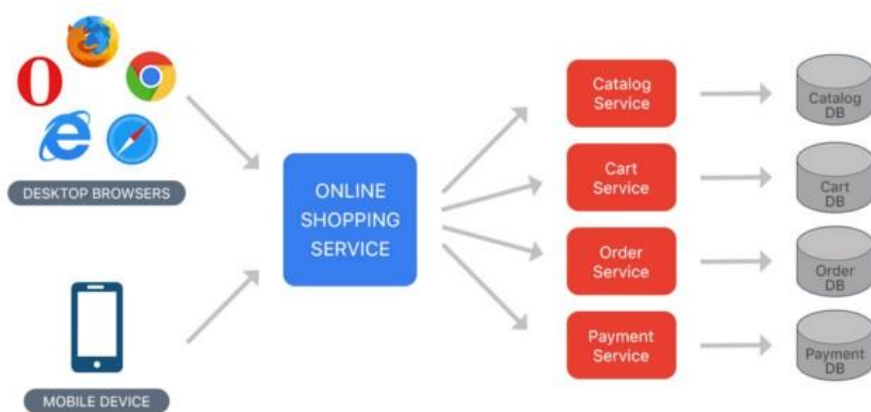 DESKTOP BROWSERS
MOBILE DEVICE
ONLINE
SHOPPING
SERVICE
Catalog
Service
Catalog
DB
Cart
Service
Cart
DB
Order
Service
Order
DB
Payment
Service
Payment
DB